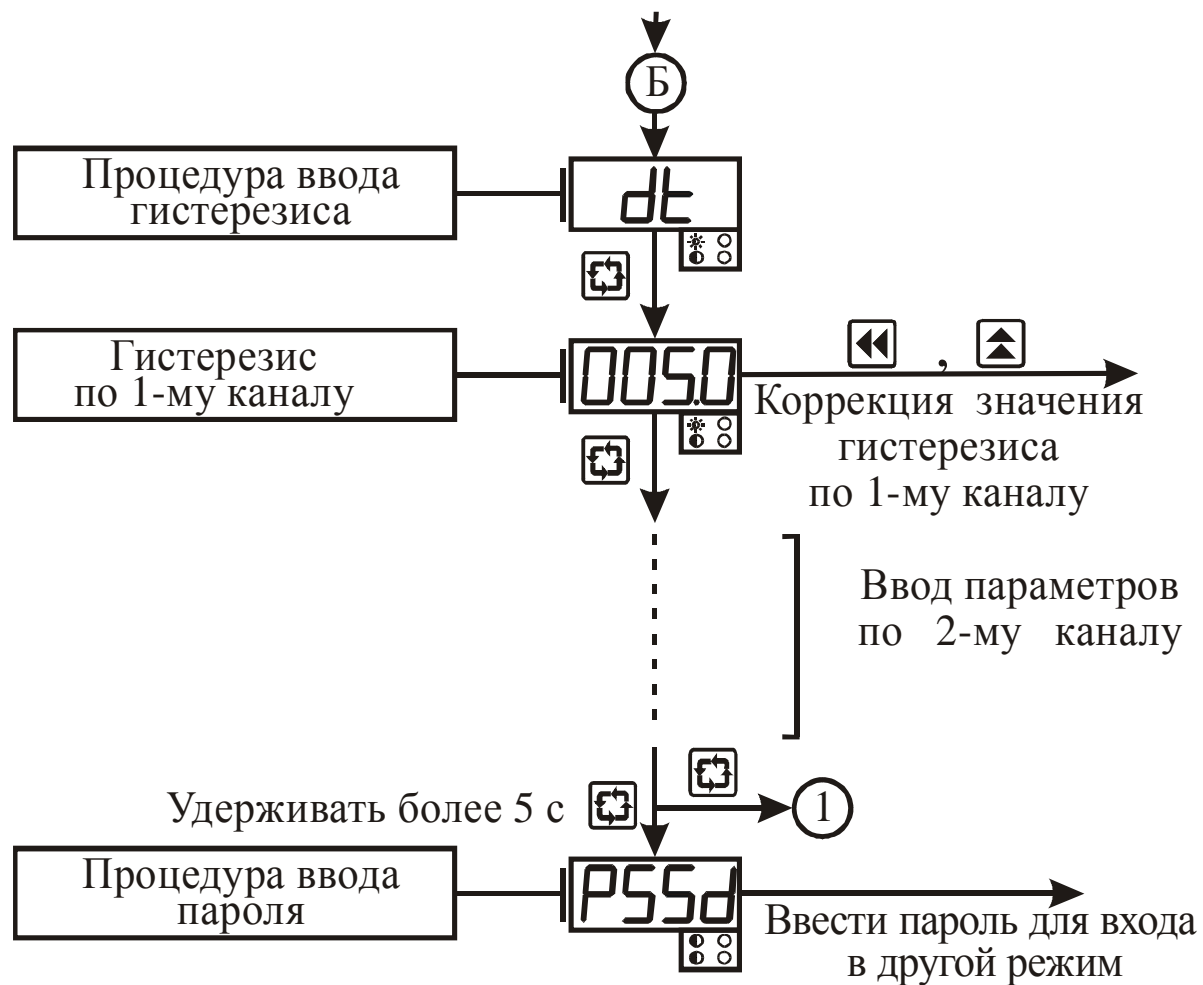 Б
Процедура ввода
гистерезиса
dt
Гистерезис
по 1-му каналу
005.0
,
Коррекция значения
гистерезиса
по 1-му каналу
Ввод параметров
по 2-му каналу
Удерживать более 5 с
1
Процедура ввода
пароля
PSSd
Ввести пароль для входа
в другой режим